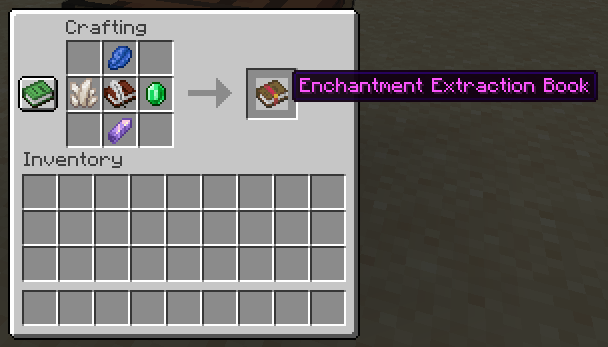 Crafting
Enchantment Extraction Book
Inventory